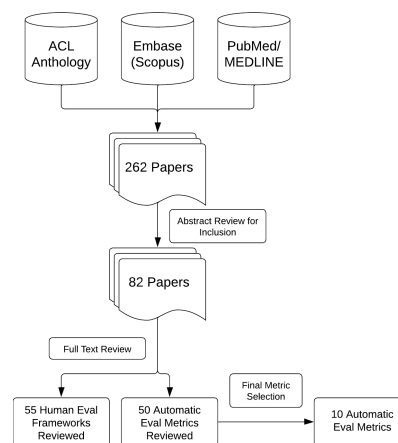 ACL
Anthology
Embase
(Scopus)
PubMed/
MEDLINE
262 Papers
Abstract Review for
Inclusion
82 Papers
Full Text Review
55 Human Eval
Frameworks
Reviewed
50 Automatic
Eval Metrics
Reviewed
Final Metric
Selection
10 Automatic
Eval Metrics